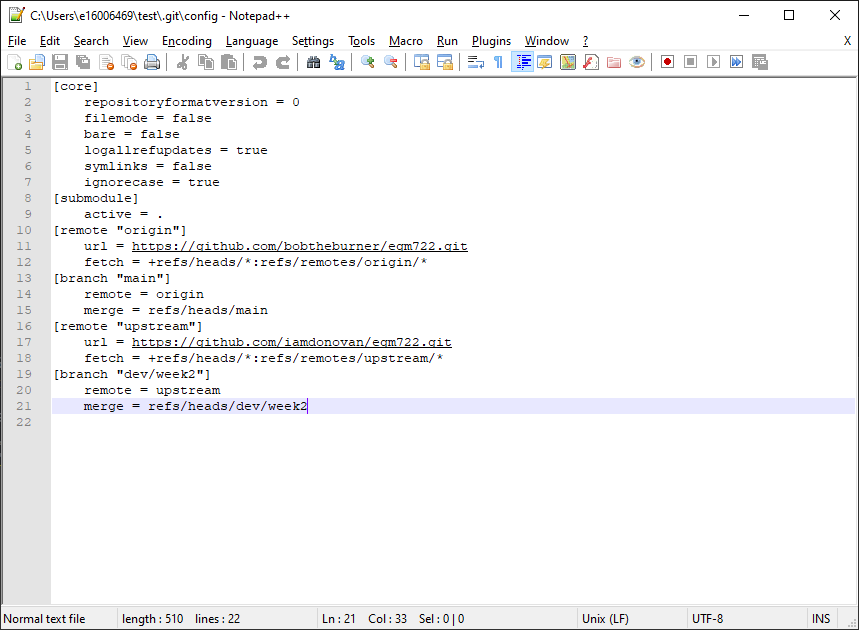 C:\Users\e16006469\test\.git\config - Notepad++
File Edit Search View Encoding Language Settings Tools Macro Run Plugins Window ? X
1 [core]
2 repositoryformatversion = 0
3 filemode = false
4 bare = false
5 logallrefupdates = true
6 symlinks = false
7 ignorecase = true
8 [submodule]
9 active = .
10 [remote "origin"]
11 url = https://github.com/bobtheburner/egm722.git
12 fetch = +refs/heads/*:refs/remotes/origin/*
13 [branch "main"]
14 remote = origin
15 merge = refs/heads/main
16 [remote "upstream"]
17 url = https://github.com/iamdonovan/egm722.git
18 fetch = +refs/heads/*:refs/remotes/upstream/*
19 [branch "dev/week2"]
20 remote = upstream
21 merge = refs/heads/dev/week2
22
Normal text file length : 510 lines : 22 Ln : 21 Col : 33 Sel : 0 | 0 Unix (LF) UTF-8 INS